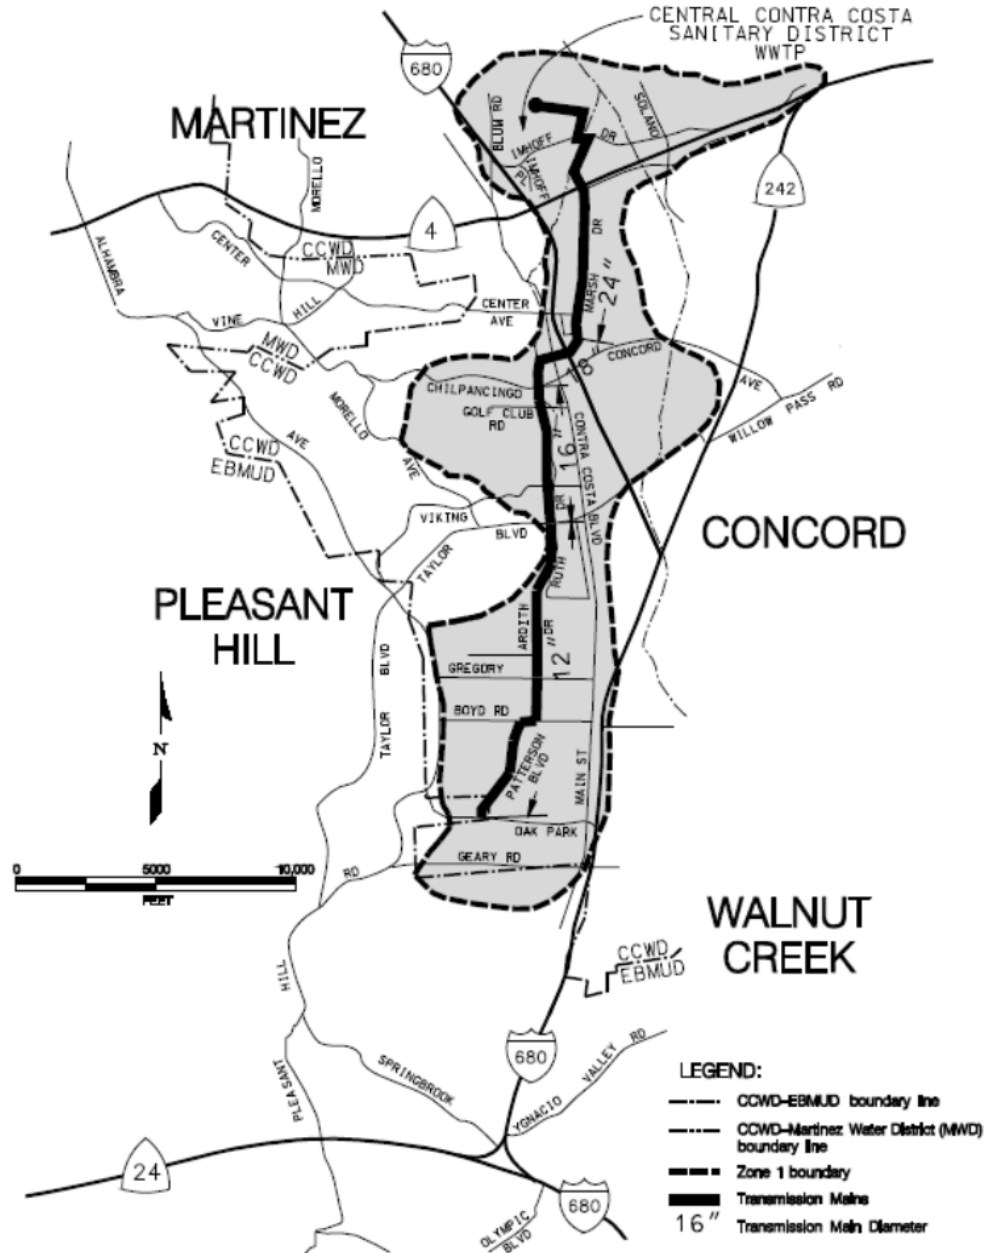 CENTRAL CONTRA COSTA
SANITARY DISTRICT
WWTP
680
MARTINEZ
BLUM RD
SOLANO
IMHOFF DR
IMHOFF PL
MORELLO
242
4
ALHAMBRA
CENTER
CCWD
MWD
MARSH DR
24"
HILL
CENTER
AVE
VINE
MWD
CCWD
CONCORD
AVE
CHILPANCINGO
GOLF CLUB
RD
WILLOW PASS RD
MORELLO
AVE
AVE
CCWD
EBMUD
16"
CONTRA COSTA BLVD
VIKING
DR
BLVD
TAYLOR
CONCORD
RUTH
PLEASANT
HILL
ARDITH
DR
12"
GREGORY
BLVD
TAYLOR
BOYD RD
N
PATTERSON
BLVD
MAIN ST
OAK PARK
0 5000 10,000
FEET
GEARY RD
RD
WALNUT
CREEK
CCWD
EBMUD
HILL
680
PLEASANT
SPRINGBROOK
YGNACIO VALLEY RD
24
680
OLYMPIC
BLVD
LEGEND:
CCWD-EBMUD boundary line
CCWD-Martinez Water District (MWD)
boundary line
Zone 1 boundary
Transmission Mains
16" Transmission Main Diameter